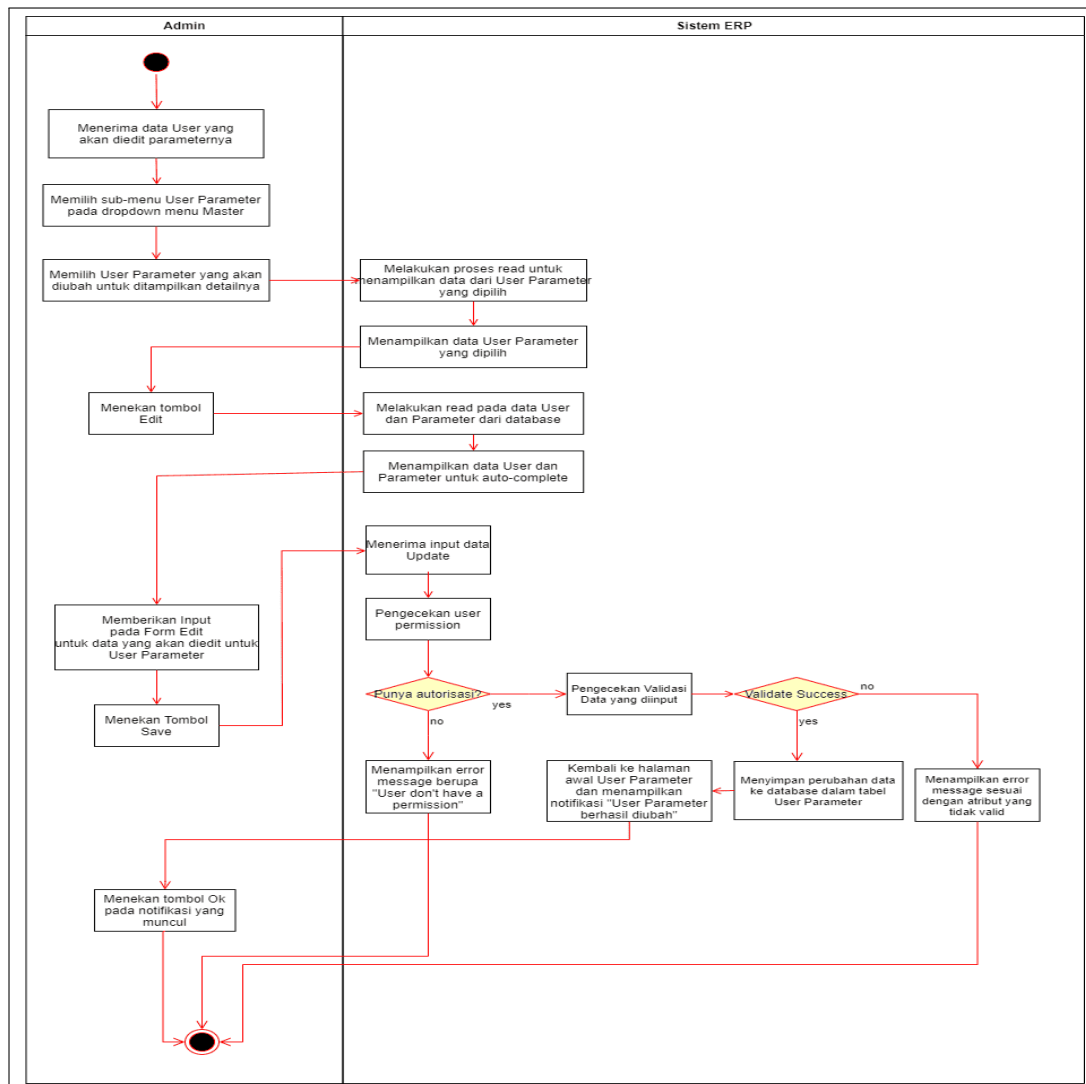 Admin
Sistem ERP
Menerima data User yang
akan diedit parameternya
Memilih sub-menu User Parameter
pada dropdown menu Master
Memilih User Parameter yang akan
diubah untuk ditampilkan detailnya
Melakukan proses read untuk
menampilkan data dari User Parameter
yang dipilih
Menampilkan data User Parameter
yang dipilih
Menekan tombol
Edit
Melakukan read pada data User
dan Parameter dari database
Menampilkan data User dan
Parameter untuk auto-complete
Memberikan Input
pada Form Edit
untuk data yang akan diedit untuk
User Parameter
Menekan Tombol
Save
Menerima input data
Update
Pengecekan user
permission
Punya autorisasi?
yes
no
Pengecekan Validasi
Data yang diinput
Validate Success
no
yes
Menampilkan error
message berupa
"User don't have a
permission"
Kembali ke halaman
awal User Parameter
dan menampilkan
notifikasi "User Parameter
berhasil diubah"
Menyimpan perubahan data
ke database dalam tabel
User Parameter
Menampilkan error
message sesuai
dengan atribut yang
tidak valid
Menekan tombol Ok
pada notifikasi yang
muncul